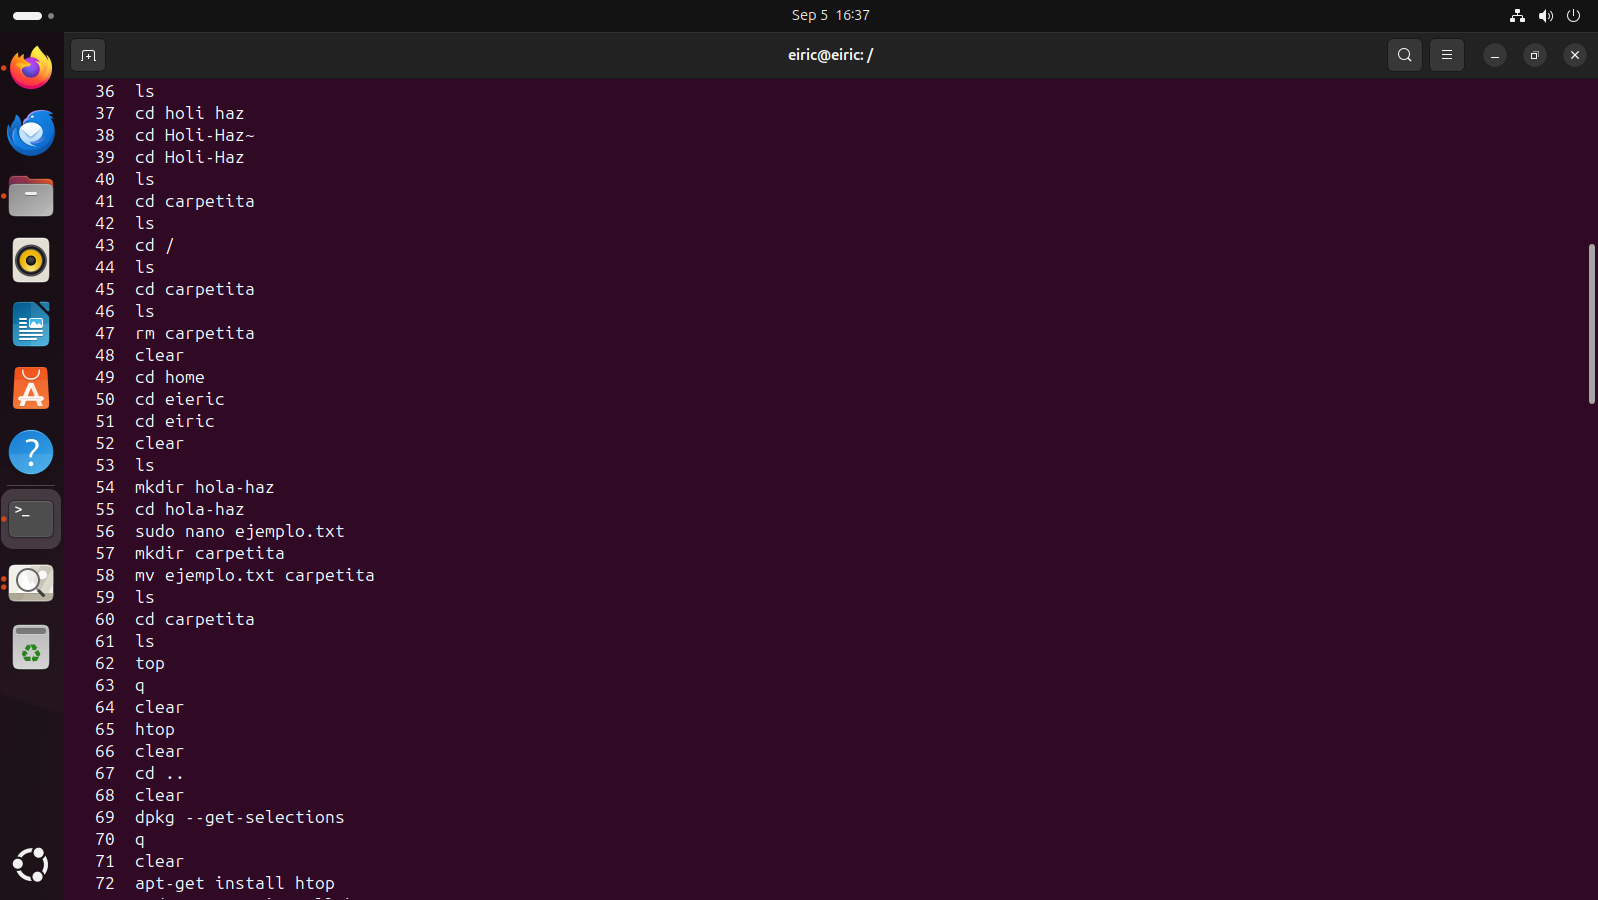 Sep 5 16:37
eiric@eiric: /
36 ls
37 cd holi haz
38 cd Holi-Haz~
39 cd Holi-Haz
40 ls
41 cd carpetita
42 ls
43 cd /
44 ls
45 cd carpetita
46 ls
47 rm carpetita
48 clear
49 cd home
50 cd eieric
51 cd eiric
52 clear
53 ls
54 mkdir hola-haz
55 cd hola-haz
56 sudo nano ejemplo.txt
57 mkdir carpetita
58 mv ejemplo.txt carpetita
59 ls
60 cd carpetita
61 ls
62 top
63 q
64 clear
65 htop
66 clear
67 cd ..
68 clear
69 dpkg --get-selections
70 q
71 clear
72 apt-get install htop